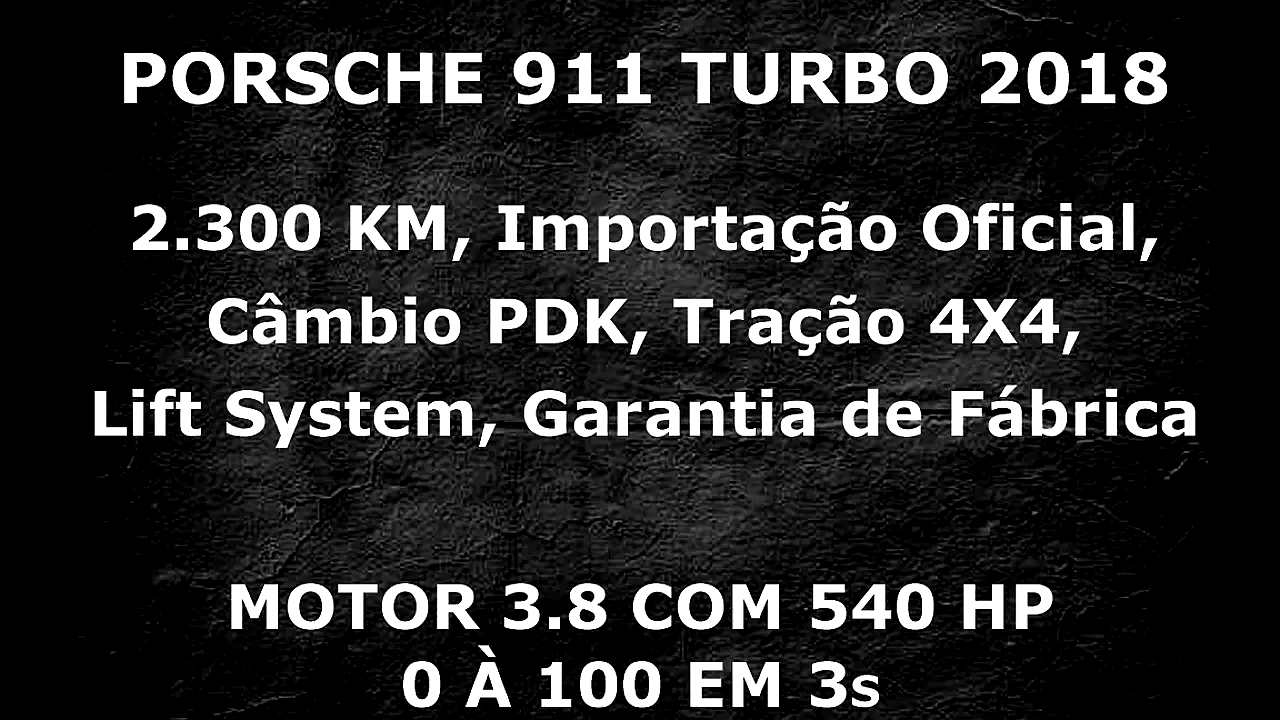 PORSCHE 911 TURBO 2018
2.300 KM, Importação Oficial,
Câmbio PDK, Tração 4X4,
Lift System, Garantia de Fábrica
MOTOR 3.8 COM 540 HP
0 À 100 EM 3s